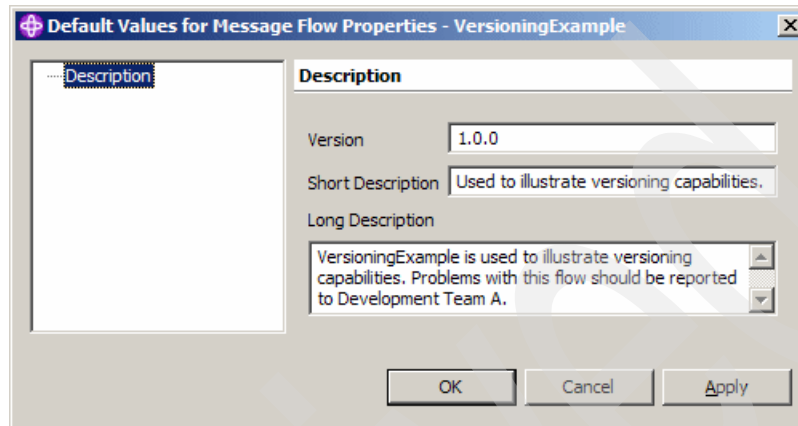 Default Values for Message Flow Properties - VersioningExample
Description
Description
Version 1.0.0
Short Description Used to illustrate versioning capabilities.
Long Description
VersioningExample is used to illustrate versioning
capabilities. Problems with this flow should be reported
to Development Team A.
OK Cancel Apply